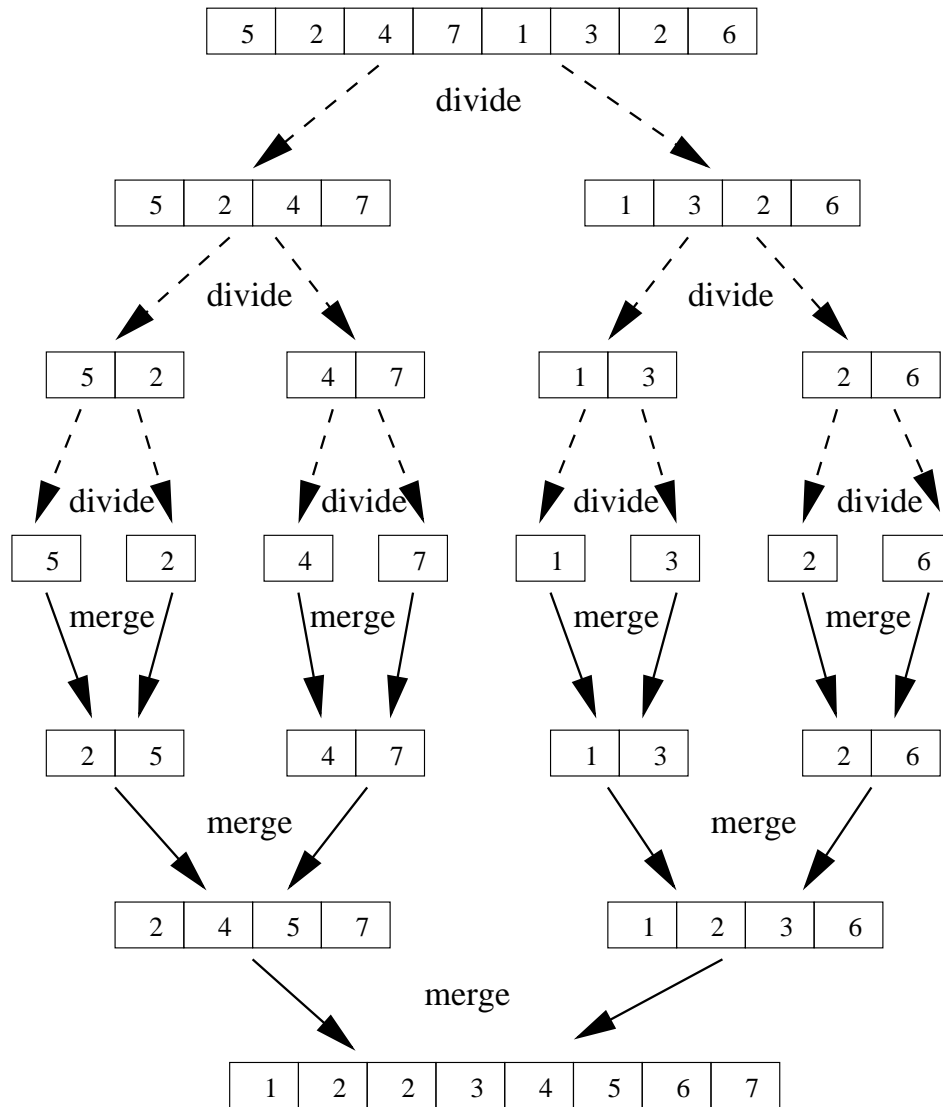 5 2 4 7 1 3 2 6
divide
5 2 4 7 1 3 2 6
divide divide
5 2 4 7 1 3 2 6
divide divide divide divide
5 2 4 7 1 3 2 6
merge merge merge merge
2 5 4 7 1 3 2 6
merge merge
2 4 5 7 1 2 3 6
merge
1 2 2 3 4 5 6 7